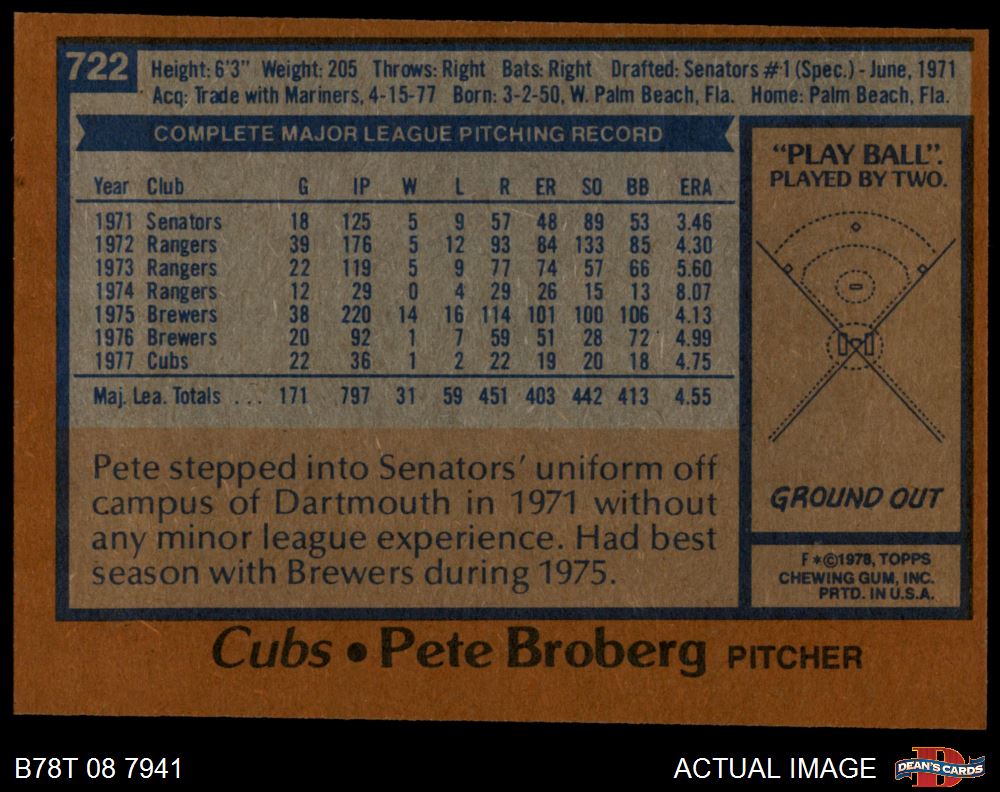 722
Height: 6'3" Weight: 205 Throws: Right Bats: Right Drafted: Senators #1 (Spec.) - June, 1971
Acq: Trade with Mariners, 4-15-77 Born: 3-2-50, W. Palm Beach, Fla. Home: Palm Beach, Fla.
COMPLETE MAJOR LEAGUE PITCHING RECORD
Year Club G IP W L R ER SO BB ERA
1971 Senators 18 125 5 9 57 48 89 53 3.46
1972 Rangers 39 176 5 12 93 84 133 85 4.30
1973 Rangers 22 119 5 9 77 74 57 66 5.60
1974 Rangers 12 29 0 4 29 26 15 13 8.07
1975 Brewers 38 220 14 16 114 101 100 106 4.13
1976 Brewers 20 92 1 7 59 51 28 72 4.99
1977 Cubs 22 36 1 2 22 19 20 18 4.75
Maj. Lea. Totals . . . 171 797 31 59 451 403 442 413 4.55
Pete stepped into Senators' uniform off
campus of Dartmouth in 1971 without
any minor league experience. Had best
season with Brewers during 1975.
"PLAY BALL".
PLAYED BY TWO.
GROUND OUT
F*©1978, TOPPS
CHEWING GUM, INC.
PRTD. IN U.S.A.
Cubs • Pete Broberg PITCHER
B78T 08 7941
ACTUAL IMAGE
DEAN'S CARDS